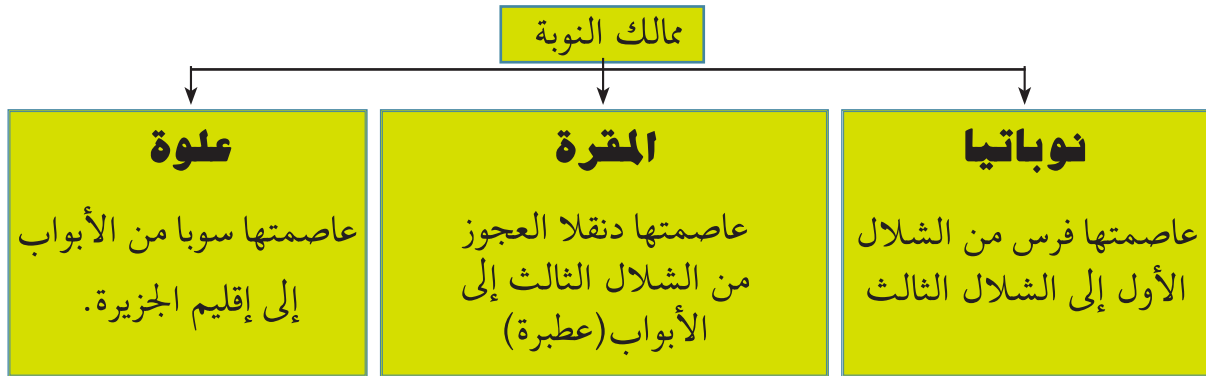 ممالك النوبة
نوباتيا
عاصمتها فرس من الشلال
الأول إلى الشلال الثالث
المقرة
عاصمتها دنقلا العجوز
من الشلال الثالث إلى
الأبواب(عطبرة)
علوة
عاصمتها سوبا من الأبواب
إلى إقليم الجزيرة.